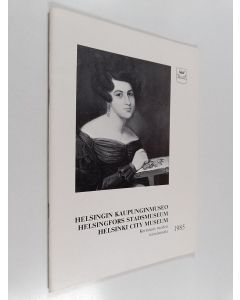 HELSINGIN KAUPUNGINMUSEO
HELSINGFORS STADSMUSEUM
HELSINKI CITY MUSEUM
1985